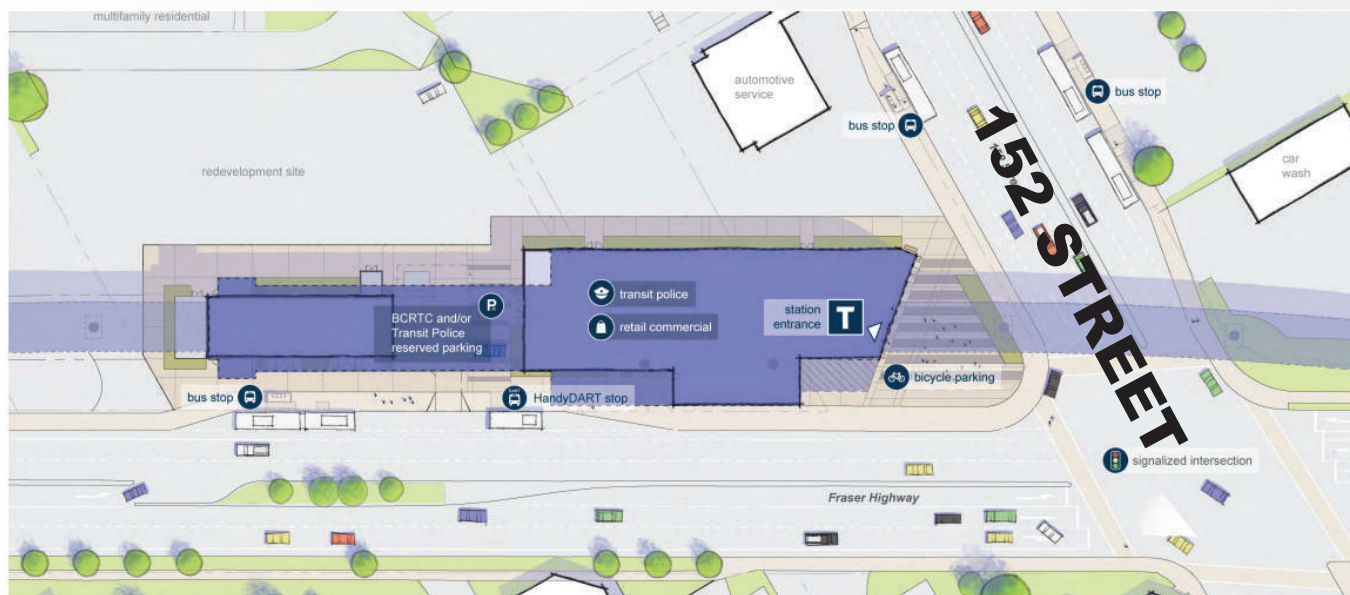 multifamily residential
automotive
service
bus stop
bus stop
152 STREET
car
wash
redevelopment site
transit police
retail commercial
station
entrance
T
P
BCRTC and/or
Transit Police
reserved parking
bicycle parking
bus stop
HandyDART stop
signalized intersection
Fraser Highway